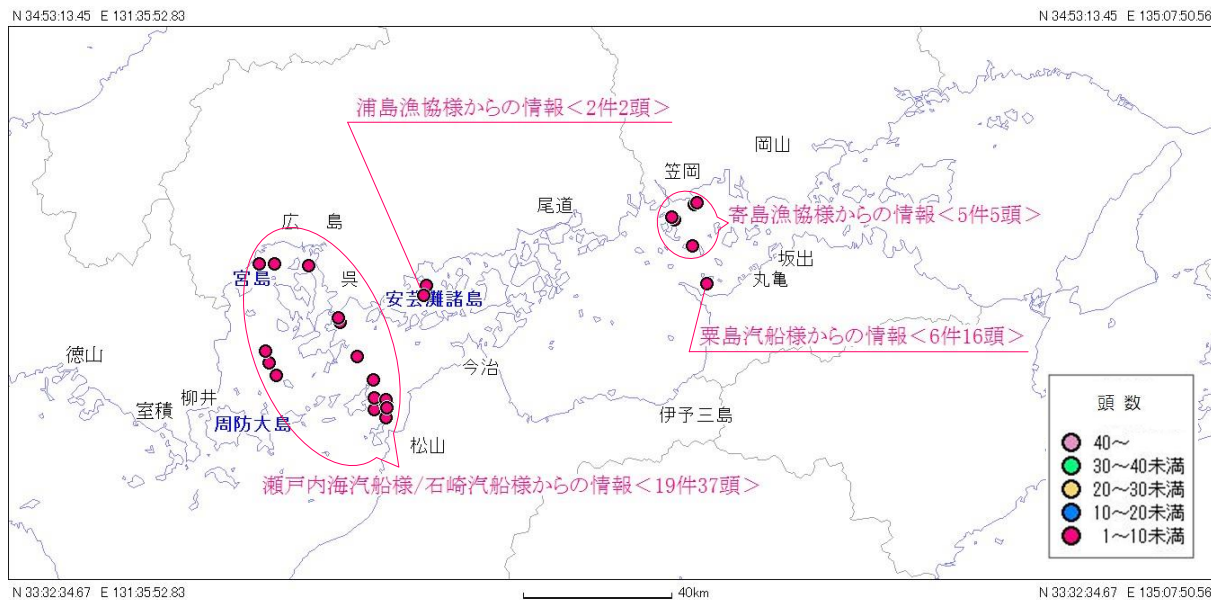 N 34:53:13.45 E 131:35:52.83
N 34:53:13.45 E 135:07:50.56
浦島漁協様からの情報<2件2頭>
岡山
笠岡
尾道
寄島漁協様からの情報<5件5頭>
広島
坂出
宮島
呉
丸亀
安芸灘諸島
粟島汽船様からの情報<6件16頭>
徳山
今治
柳井
室積
伊予三島
周防大島
松山
瀬戸内海汽船様/石崎汽船様からの情報<19件37頭>
頭 数
40～
30～40未満
20～30未満
10～20未満
1～10未満
N 33:32:34.67 E 131:35:52.83
40km
N 33:32:34.67 E 135:07:50.56